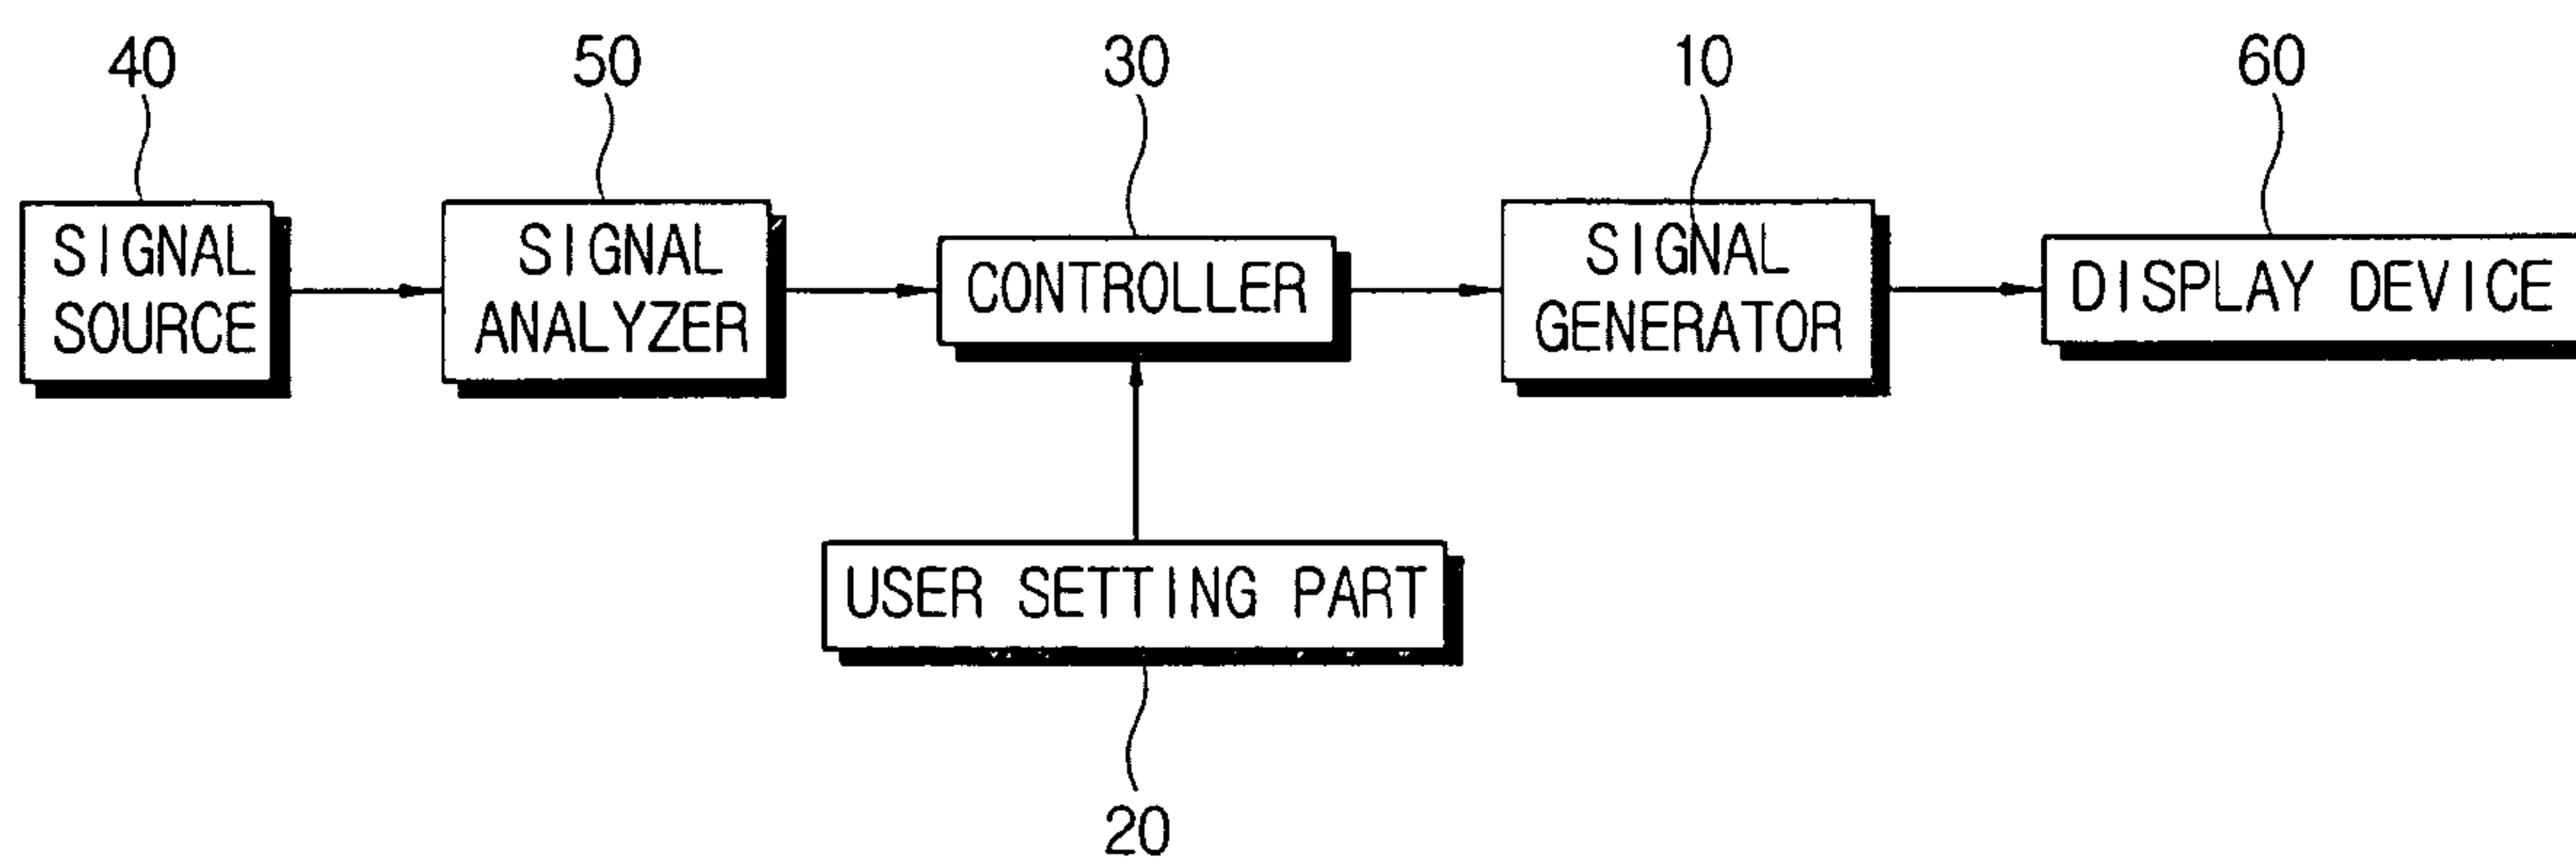 40
50
30
10
60
SIGNAL
SOURCE
SIGNAL
ANALYZER
CONTROLLER
SIGNAL
GENERATOR
DISPLAY DEVICE
USER SETTING PART
20